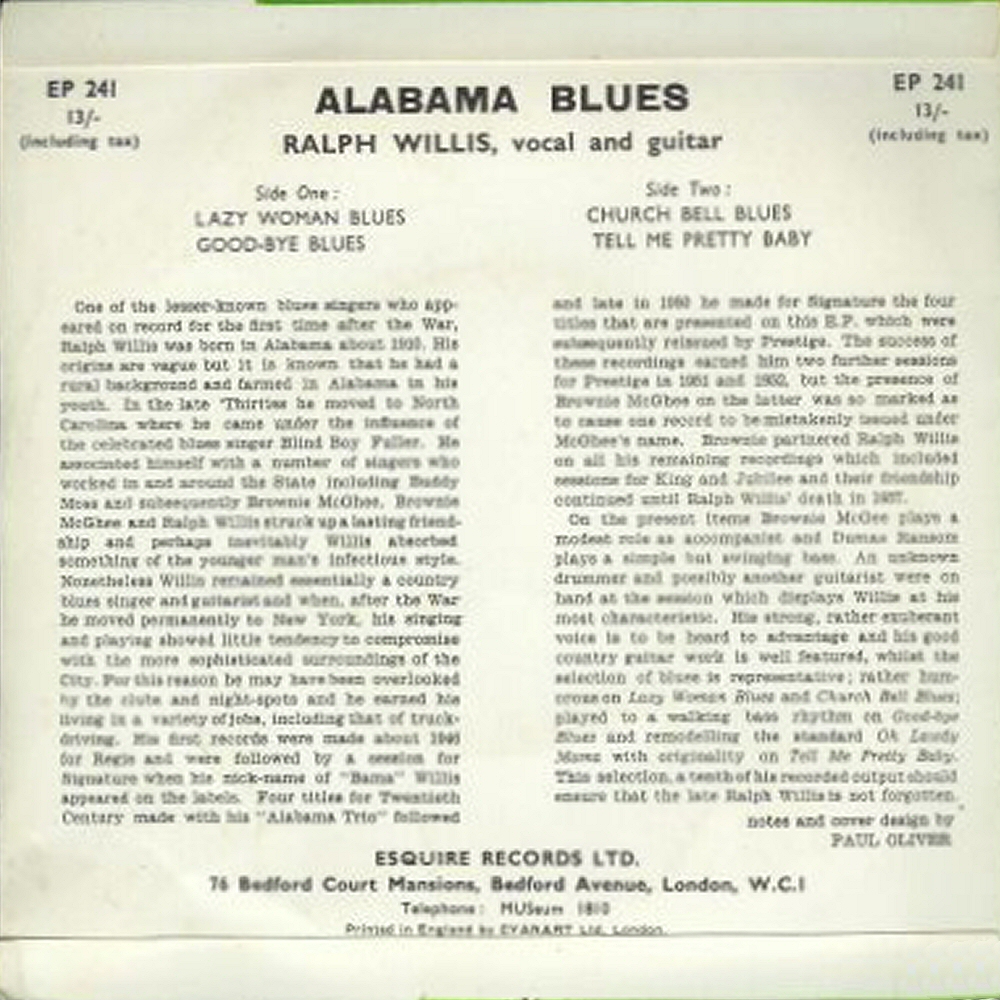 EP 241
13/-
(including tax)
ALABAMA BLUES
RALPH WILLIS, vocal and guitar
EP 241
13/-
(including tax)
Side One :
LAZY WOMAN BLUES
GOOD-BYE BLUES
Side Two :
CHURCH BELL BLUES
TELL ME PRETTY BABY
One of the lesser-known blues singers who app-
eared on record for the first time after the War,
Ralph Willis was born in Alabama about 1910. His
origins are vague but it is known that he had a
rural background and farmed in Alabama in his
youth. In the late 'Thirties he moved to North
Carolina where he came under the influence of
the celebrated blues singer Blind Boy Fuller. He
associated himself with a number of singers who
worked in and around the State including Buddy
Moss and subsequently Brownie McGhee. Brownie
McGhee and Ralph Willis struck up a lasting friend-
ship and perhaps inevitably Willis absorbed
something of the younger man's infectious style.
Nonetheless Willis remained essentially a country
blues singer and guitarist and when, after the War
he moved permanently to New York, his singing
and playing showed little tendency to compromise
with the more sophisticated surroundings of the
City. For this reason he may have been overlooked
by the clubs and night-spots and he earned his
living in a variety of jobs, including that of truck-
driving. His first records were made about 1946
for Regis and were followed by a session for
Signature when his nick-name of "Bama" Willis
appeared on the labels. Four titles for Twentieth
Century made with his "Alabama Trio" followed
and late in 1950 he made for Signature the four
titles that are presented on this E.P. which were
subsequently reissued by Prestige. The success of
these recordings earned him two further sessions
for Prestige in 1951 and 1952, but the presence of
Brownie McGhee on the latter was so marked as
to cause one record to be mistakenly issued under
McGhee's name. Brownie partnered Ralph Willis
on all his remaining recordings which included
sessions for King and Jubilee and their friendship
continued until Ralph Willis' death in 1957.
On the present items Brownie McGee plays a
modest role as accompanist and Dumas Ransom
plays a simple but swinging bass. An unknown
drummer and possibly another guitarist were on
hand at the session which displays Willis at his
most characteristic. His strong, rather exuberant
voice is to be heard to advantage and his good
country guitar work is well featured, whilst the
selection of blues is representative; rather hum-
orous on Lazy Woman Blues and Church Bell Blues;
played to a walking bass rhythm on Good-bye
Blues and remodelling the standard Oh Lawdy
Mama with originality on Tell Me Pretty Baby.
This selection, a tenth of his recorded output should
ensure that the late Ralph Willis is not forgotten.
notes and cover design by
PAUL OLIVER
ESQUIRE RECORDS LTD.
76 Bedford Court Mansions, Bedford Avenue, London, W.C.1
Telephone : MUSeum 1810
Printed in England by EYANART Ltd. London.